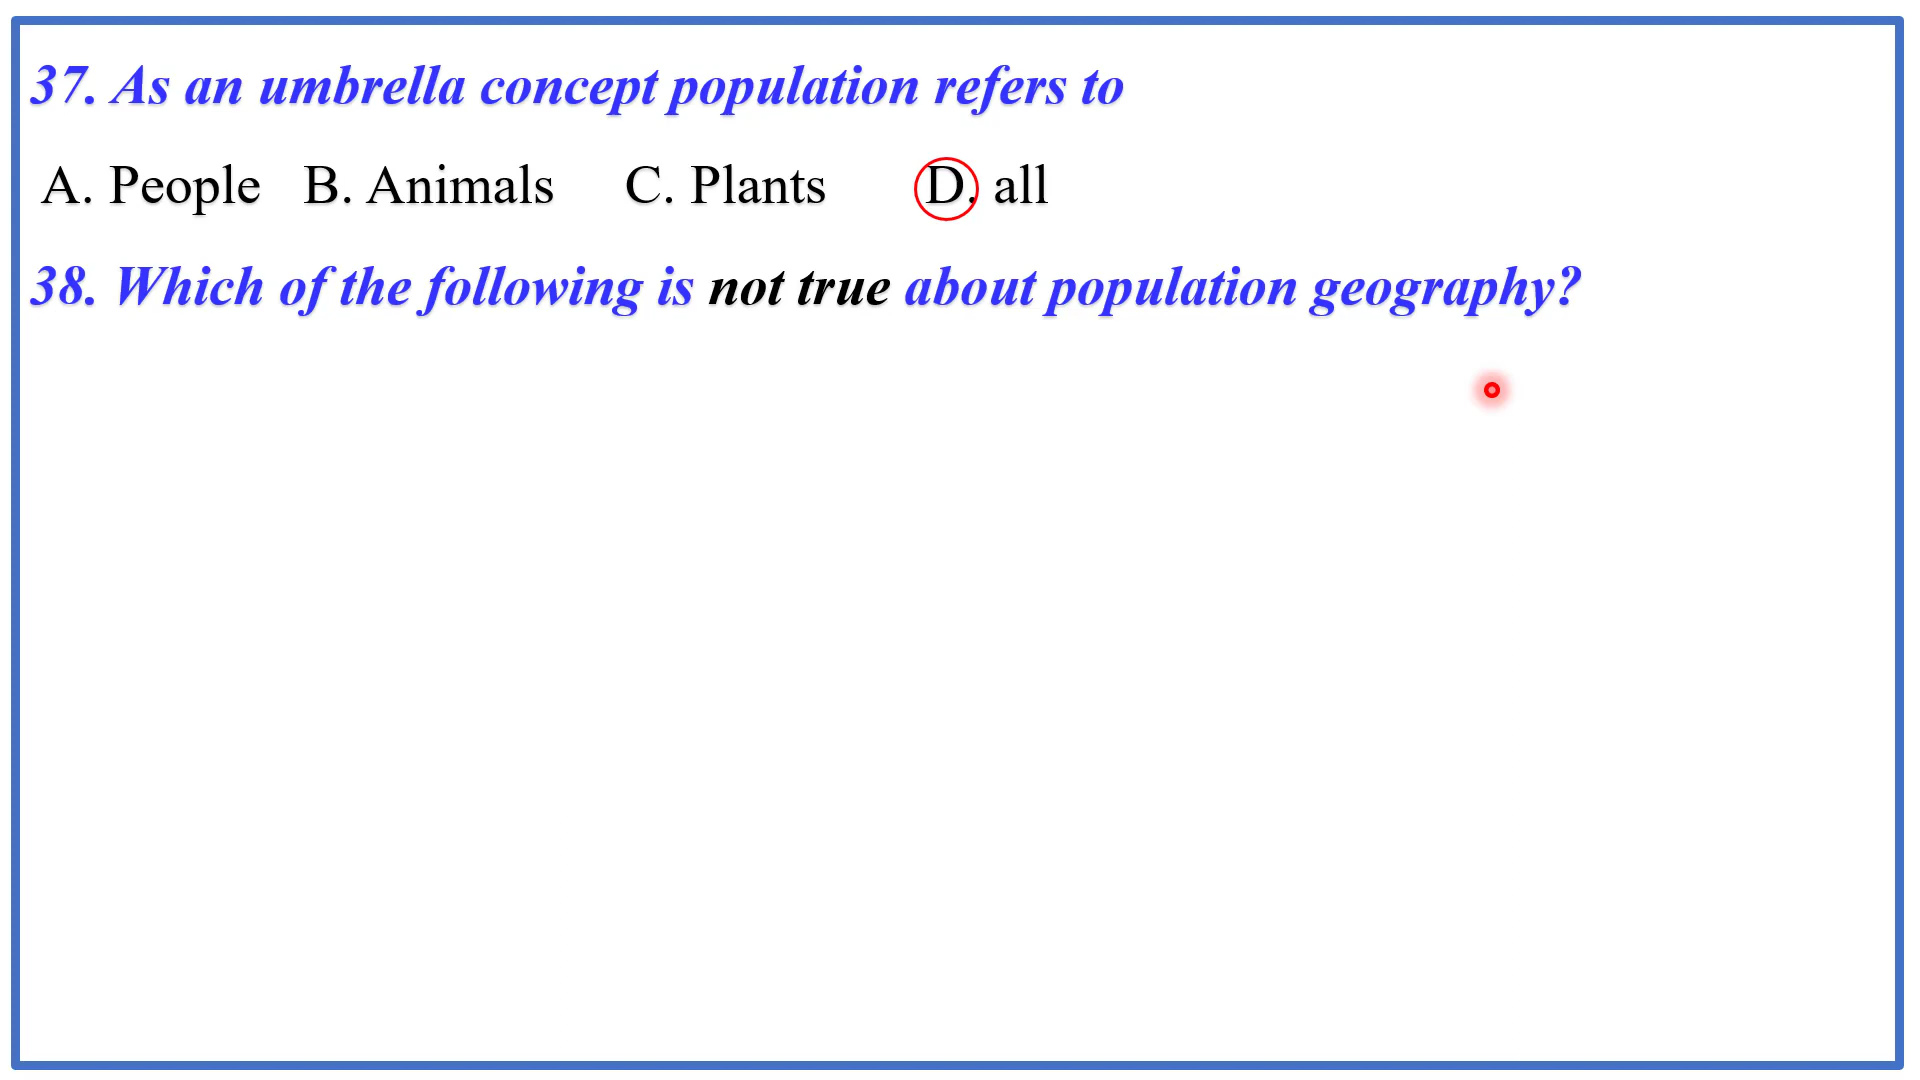 37. As an umbrella concept population refers to
A. People B. Animals C. Plants D. all
38. Which of the following is not true about population geography?